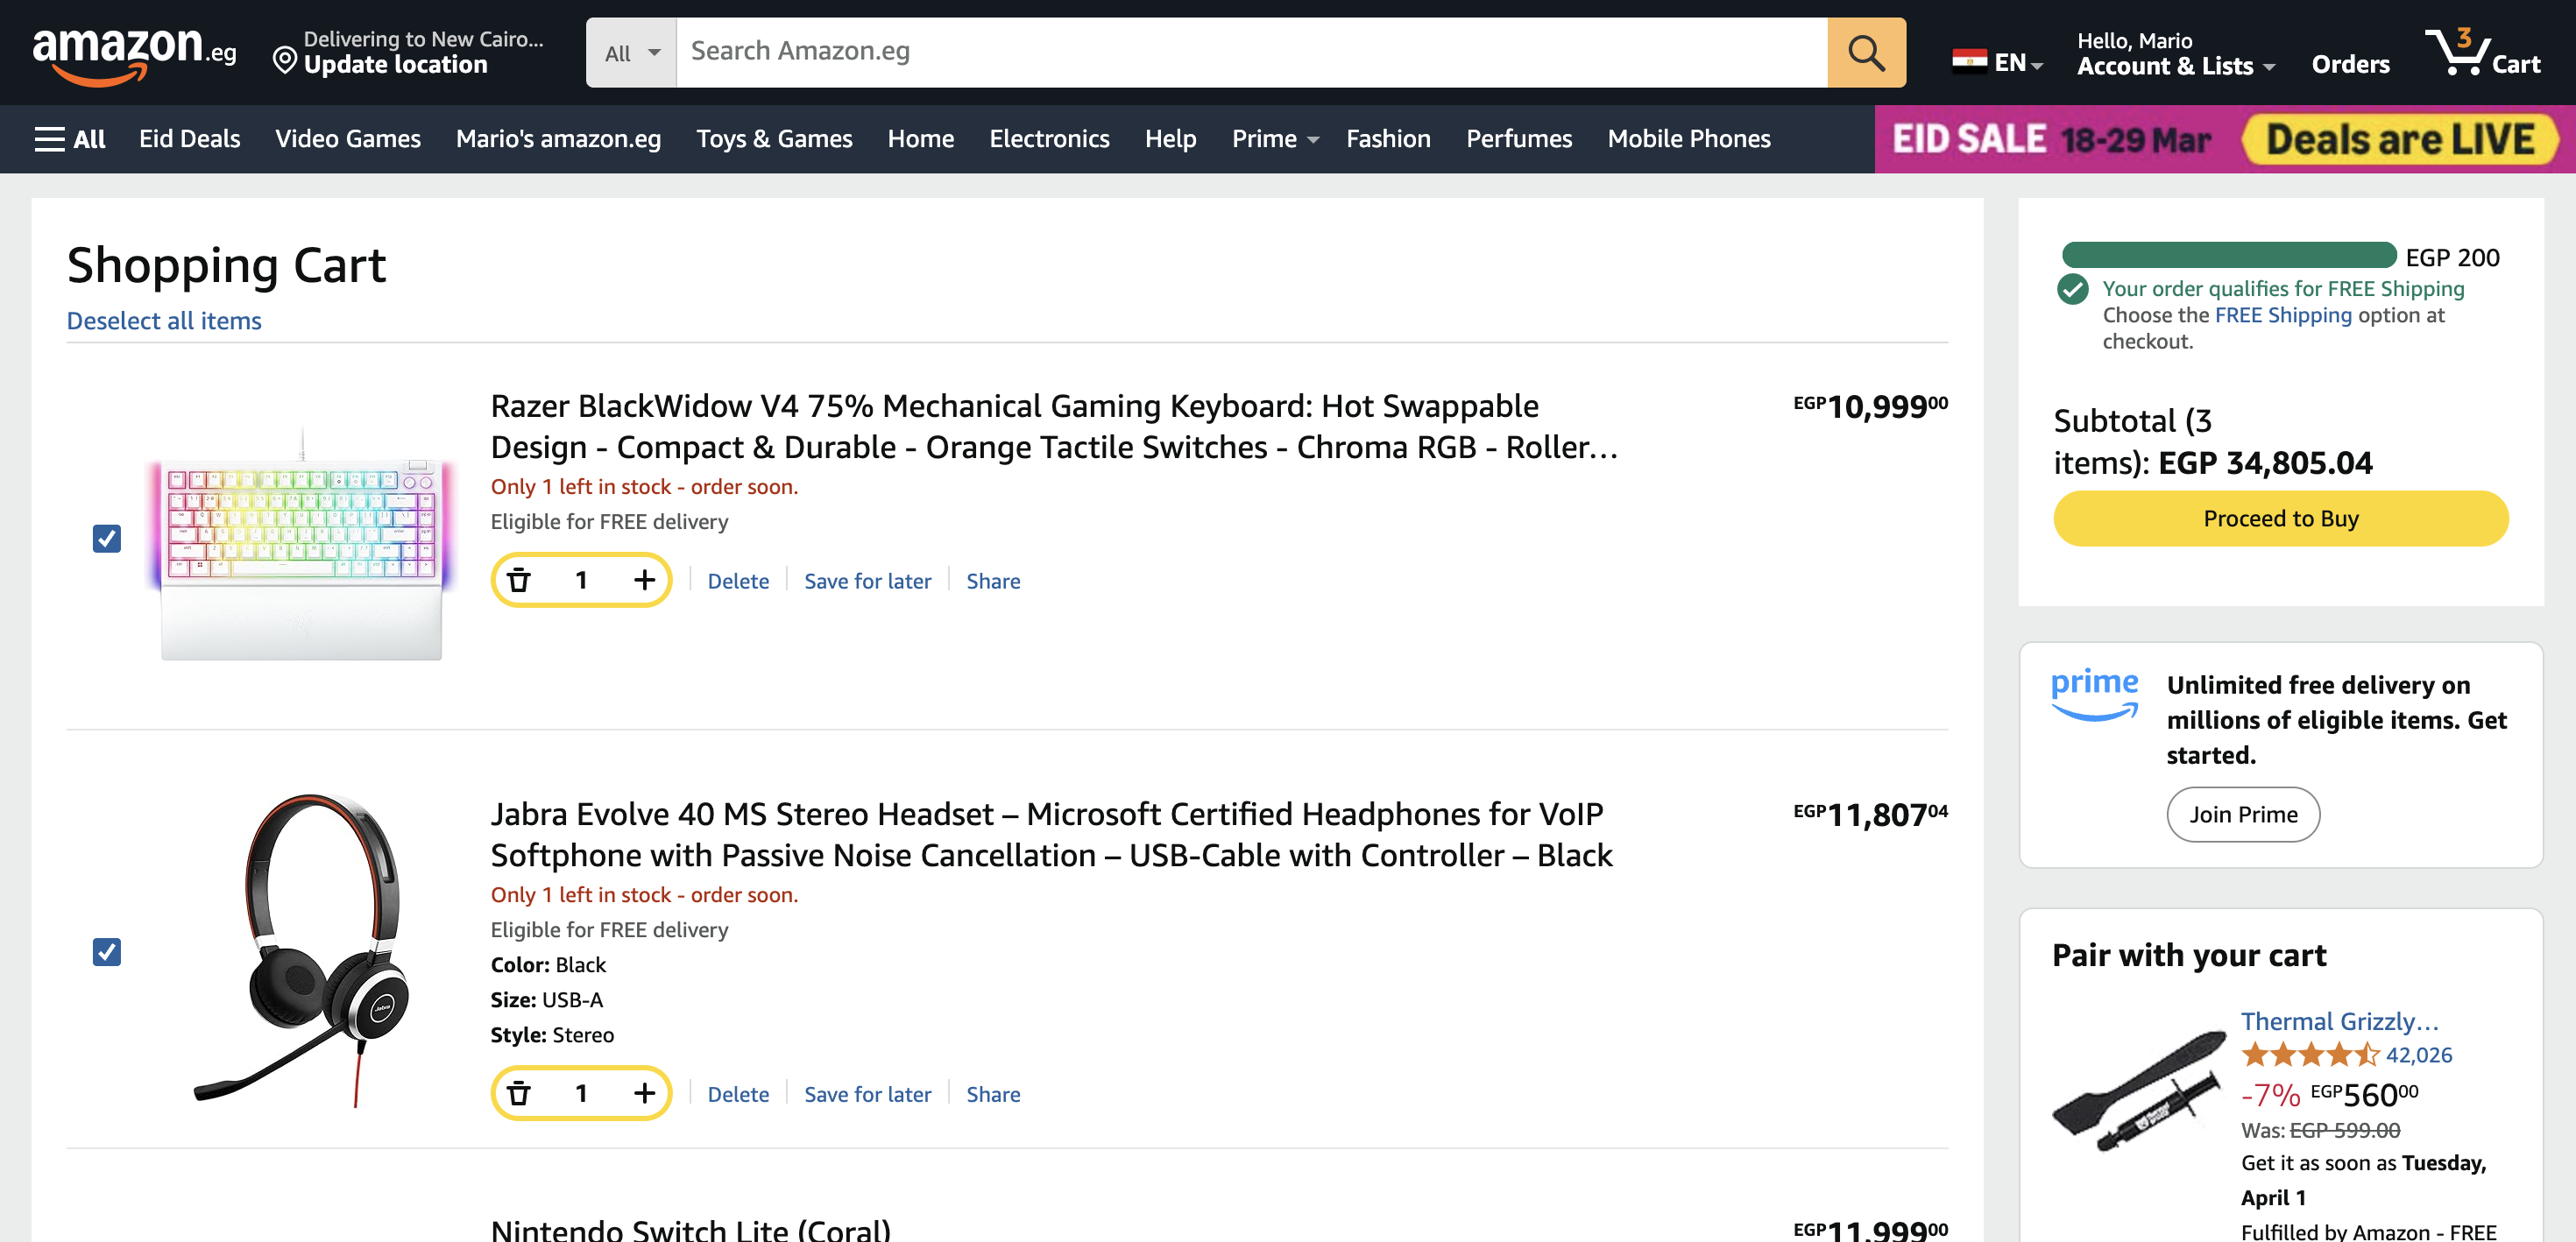 amazon.eg
Delivering to New Cairo...
Update location
All
Search Amazon.eg
EN
Hello, Mario
Account & Lists
Orders
3
Cart
All
Eid Deals
Video Games
Mario's amazon.eg
Toys & Games
Home
Electronics
Help
Prime
Fashion
Perfumes
Mobile Phones
EID SALE 18-29 Mar
Deals are LIVE
Shopping Cart
Deselect all items
Razer BlackWidow V4 75% Mechanical Gaming Keyboard: Hot Swappable
Design - Compact & Durable - Orange Tactile Switches - Chroma RGB - Roller…
EGP10,99900
Only 1 left in stock - order soon.
Eligible for FREE delivery
1
Delete
Save for later
Share
Jabra Evolve 40 MS Stereo Headset – Microsoft Certified Headphones for VoIP
Softphone with Passive Noise Cancellation – USB-Cable with Controller – Black
EGP11,80704
Only 1 left in stock - order soon.
Eligible for FREE delivery
Color: Black
Size: USB-A
Style: Stereo
1
Delete
Save for later
Share
Nintendo Switch Lite (Coral)
EGP11,99900
EGP 200
Your order qualifies for FREE Shipping
Choose the FREE Shipping option at
checkout.
Subtotal (3
items): EGP 34,805.04
Proceed to Buy
prime
Unlimited free delivery on
millions of eligible items. Get
started.
Join Prime
Pair with your cart
Thermal Grizzly…
42,026
-7% EGP56000
Was: EGP 599.00
Get it as soon as Tuesday,
April 1
Fulfilled by Amazon - FREE